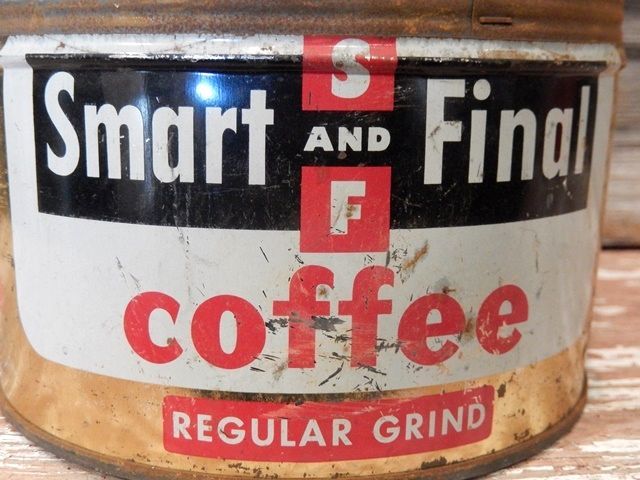 S
Smart AND Final
F
coffee
REGULAR GRIND